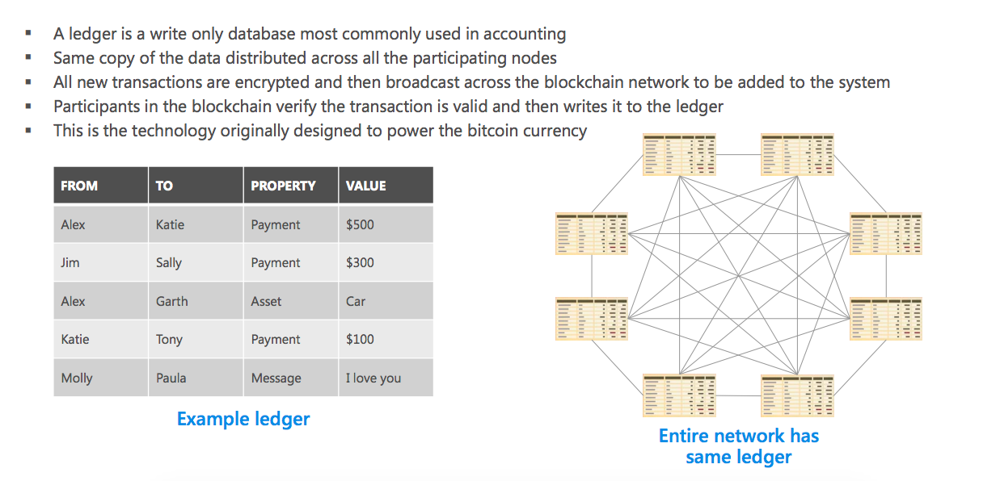 ▪ A ledger is a write only database most commonly used in accounting
▪ Same copy of the data distributed across all the participating nodes
▪ All new transactions are encrypted and then broadcast across the blockchain network to be added to the system
▪ Participants in the blockchain verify the transaction is valid and then writes it to the ledger
▪ This is the technology originally designed to power the bitcoin currency
FROM TO PROPERTY VALUE
Alex Katie Payment $500
Jim Sally Payment $300
Alex Garth Asset Car
Katie Tony Payment $100
Molly Paula Message I love you
Example ledger
Entire network has
same ledger